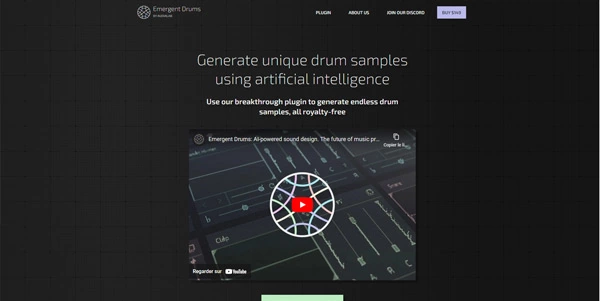 Emergent Drums
BY AUDIALAB
PLUGIN
ABOUT US
JOIN OUR DISCORD
Generate unique drum samples
using artificial intelligence
Use our breakthrough plugin to generate endless drum
samples, all royalty-free
Emergent Drums: AI-powered sound design. The future of music pr...
Copier le li...
Clap
Snare
Regarder sur YouTube